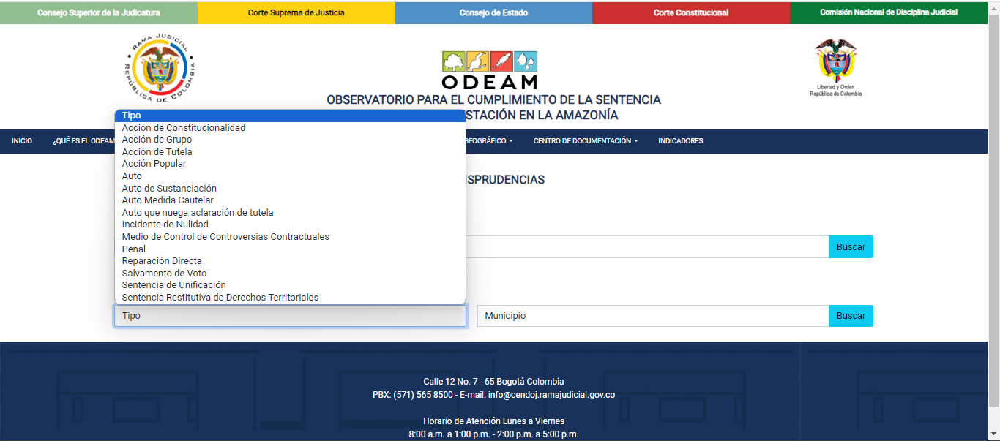 Consejo Superior de la Judicatura
Corte Suprema de Justicia
Consejo de Estado
Corte Constitucional
Comisión Nacional de Disciplina Judicial
RAMA JUDICIAL
REPÚBLICA DE COLOMBIA
ODEAM
OBSERVATORIO PARA EL CUMPLIMIENTO DE LA SENTENCIA
ESTACIÓN EN LA AMAZONÍA
Libertad y Orden
República de Colombia
INICIO
¿QUÉ ES EL ODEAM
GEOGRÁFICO
CENTRO DE DOCUMENTACIÓN
INDICADORES
Tipo
Acción de Constitucionalidad
Acción de Grupo
Acción de Tutela
Acción Popular
Auto
Auto de Sustanciación
Auto Medida Cautelar
Auto que nuega aclaración de tutela
Incidente de Nulidad
Medio de Control de Controversias Contractuales
Penal
Reparación Directa
Salvamento de Voto
Sentencia de Unificación
Sentencia Restitutiva de Derechos Territoriales
ISPRUDENCIAS
Buscar
Tipo
Municipio
Buscar
Calle 12 No. 7 - 65 Bogotá Colombia
PBX: (571) 565 8500 - E-mail: info@cendoj.ramajudicial.gov.co
Horario de Atención Lunes a Viernes
8:00 a.m. a 1:00 p.m. - 2:00 p.m. a 5:00 p.m.